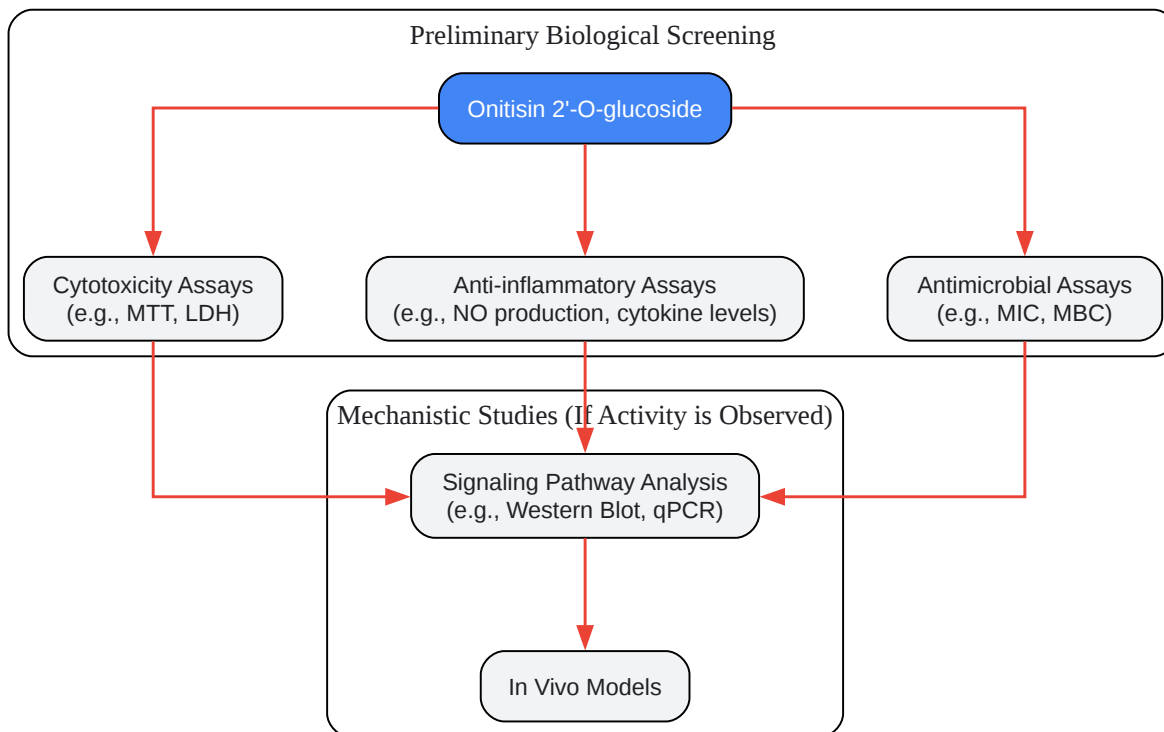 Preliminary Biological Screening
Onitisin 2'-O-glucoside
Cytotoxicity Assays
(e.g., MTT, LDH)
Anti-inflammatory Assays
(e.g., NO production, cytokine levels)
Antimicrobial Assays
(e.g., MIC, MBC)
Mechanistic Studies (If Activity is Observed)
Signaling Pathway Analysis
(e.g., Western Blot, qPCR)
In Vivo Models